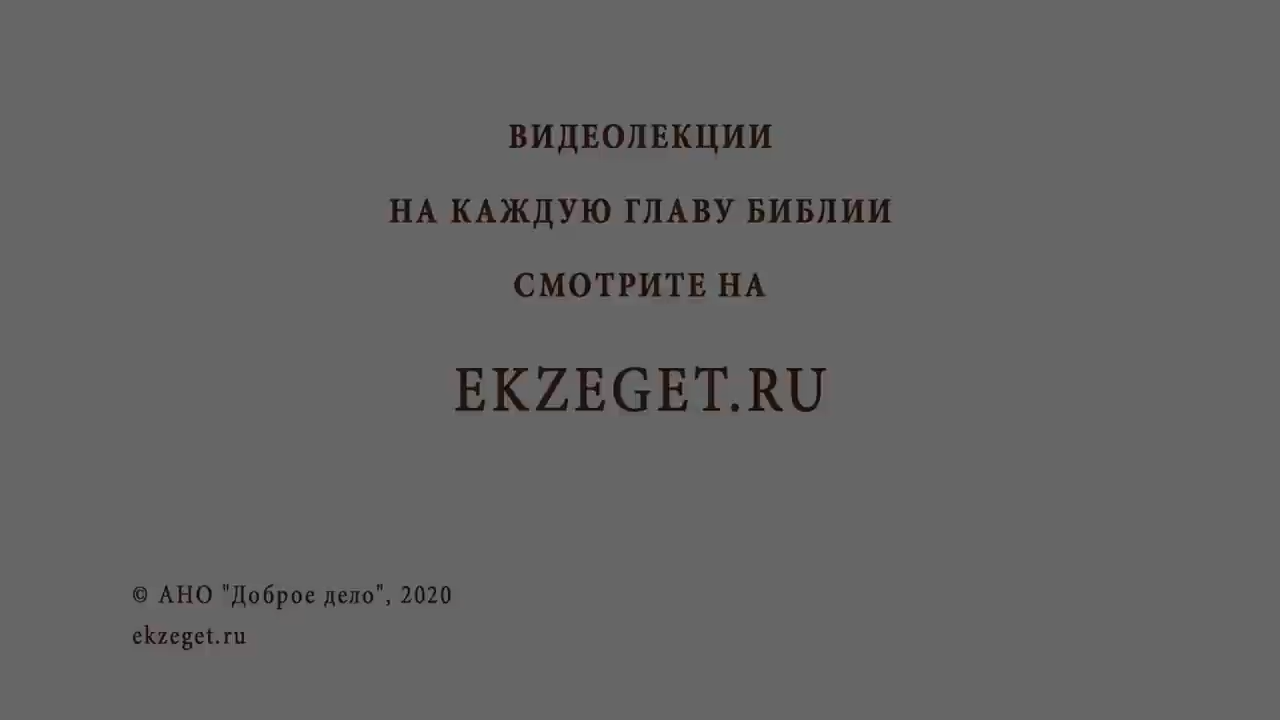 ВИДЕОЛЕКЦИИ
НА КАЖДУЮ ГЛАВУ БИБЛИИ
СМОТРИТЕ НА
EKZEGET.RU
© АНО "Доброе дело", 2020
ekzeget.ru